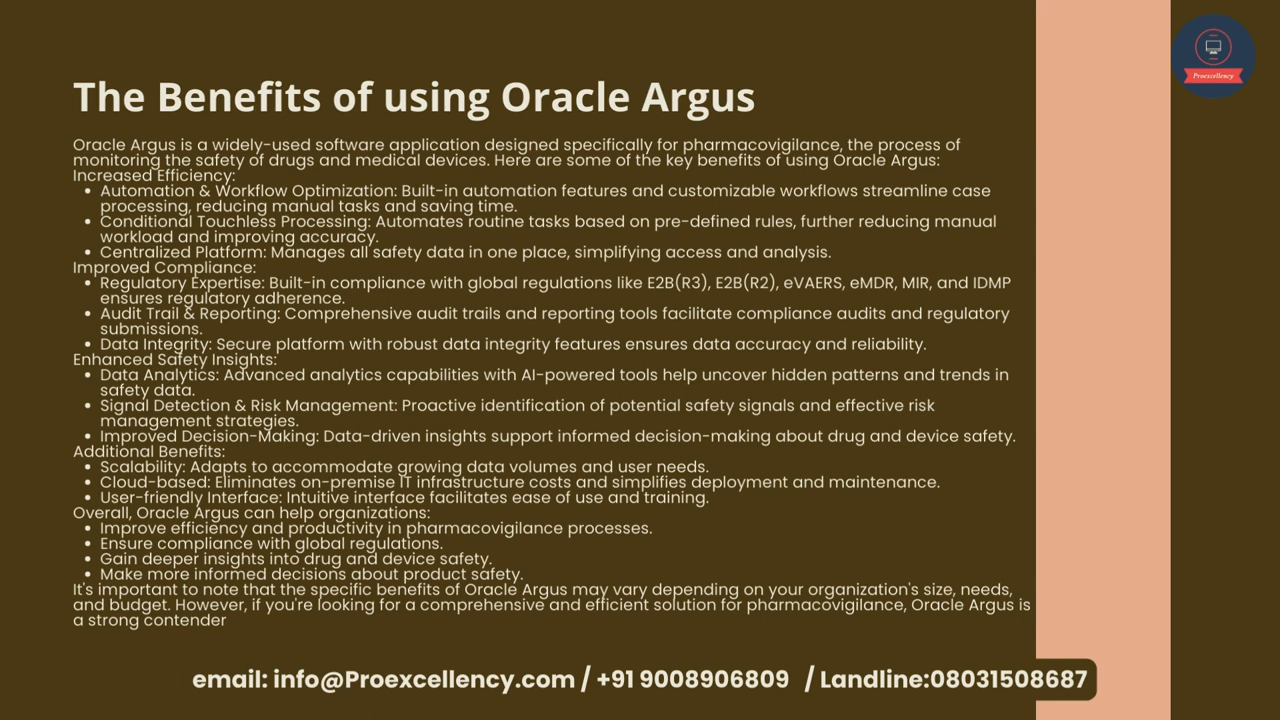 Proexcellency
The Benefits of using Oracle Argus
Oracle Argus is a widely-used software application designed specifically for pharmacovigilance, the process of
monitoring the safety of drugs and medical devices. Here are some of the key benefits of using Oracle Argus:
Increased Efficiency:
• Automation & Workflow Optimization: Built-in automation features and customizable workflows streamline case
processing, reducing manual tasks and saving time.
• Conditional Touchless Processing: Automates routine tasks based on pre-defined rules, further reducing manual
workload and improving accuracy.
• Centralized Platform: Manages all safety data in one place, simplifying access and analysis.
Improved Compliance:
• Regulatory Expertise: Built-in compliance with global regulations like E2B(R3), E2B(R2), eVAERS, eMDR, MIR, and IDMP
ensures regulatory adherence.
• Audit Trail & Reporting: Comprehensive audit trails and reporting tools facilitate compliance audits and regulatory
submissions.
• Data Integrity: Secure platform with robust data integrity features ensures data accuracy and reliability.
Enhanced Safety Insights:
• Data Analytics: Advanced analytics capabilities with AI-powered tools help uncover hidden patterns and trends in
safety data.
• Signal Detection & Risk Management: Proactive identification of potential safety signals and effective risk
management strategies.
• Improved Decision-Making: Data-driven insights support informed decision-making about drug and device safety.
Additional Benefits:
• Scalability: Adapts to accommodate growing data volumes and user needs.
• Cloud-based: Eliminates on-premise IT infrastructure costs and simplifies deployment and maintenance.
• User-friendly Interface: Intuitive interface facilitates ease of use and training.
Overall, Oracle Argus can help organizations:
• Improve efficiency and productivity in pharmacovigilance processes.
• Ensure compliance with global regulations.
• Gain deeper insights into drug and device safety.
• Make more informed decisions about product safety.
It's important to note that the specific benefits of Oracle Argus may vary depending on your organization's size, needs,
and budget. However, if you're looking for a comprehensive and efficient solution for pharmacovigilance, Oracle Argus is
a strong contender
email: info@Proexcellency.com / +91 9008906809 / Landline:08031508687